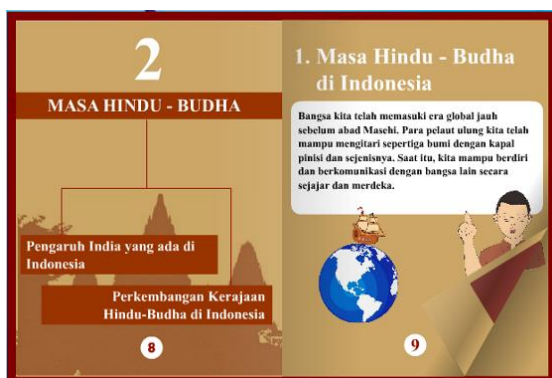 2
MASA HINDU - BUDHA
Pengaruh India yang ada di
Indonesia
Perkembangan Kerajaan
Hindu-Budha di Indonesia
8
1. Masa Hindu - Budha
di Indonesia
Bangsa kita telah memasuki era global jauh
sebelum abad Masehi. Para pelaut ulung kita telah
mampu mengitari sepertiga bumi dengan kapal
pinisi dan sejenisnya. Saat itu, kita mampu berdiri
dan berkomunikasi dengan bangsa lain secara
sejajar dan merdeka.
9